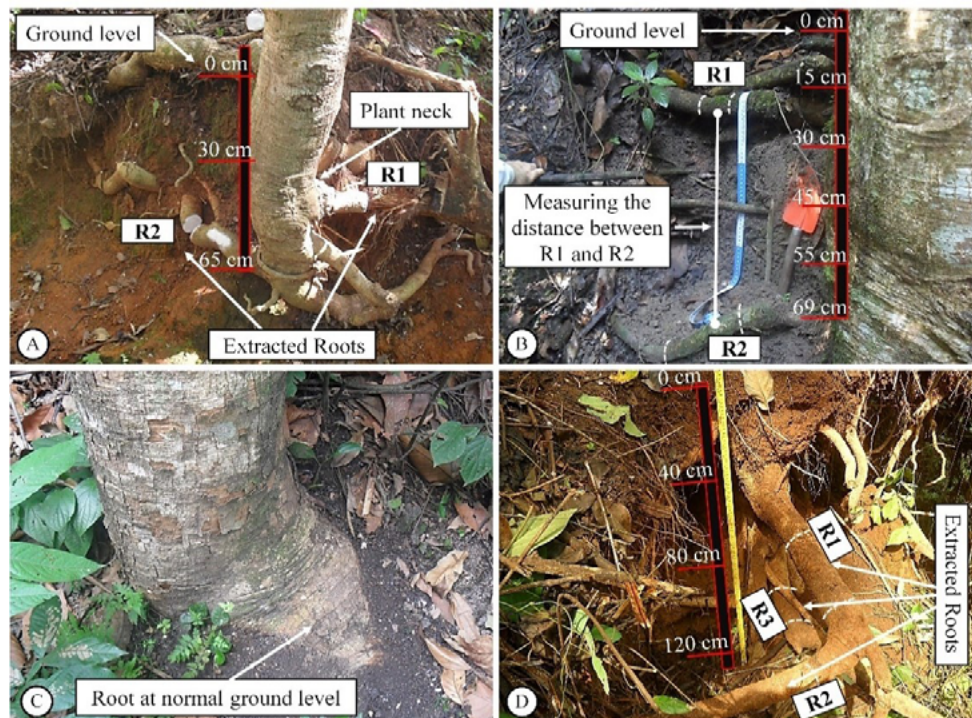 Ground level
0 cm
Plant neck
30 cm
R1
R2
65 cm
Extracted Roots
A
Ground level
0 cm
R1
15 cm
30 cm
Measuring the
distance between
R1 and R2
45 cm
55 cm
69 cm
R2
B
Root at normal ground level
C
0 cm
40 cm
R1
80 cm
R3
Extracted Roots
120 cm
R2
D